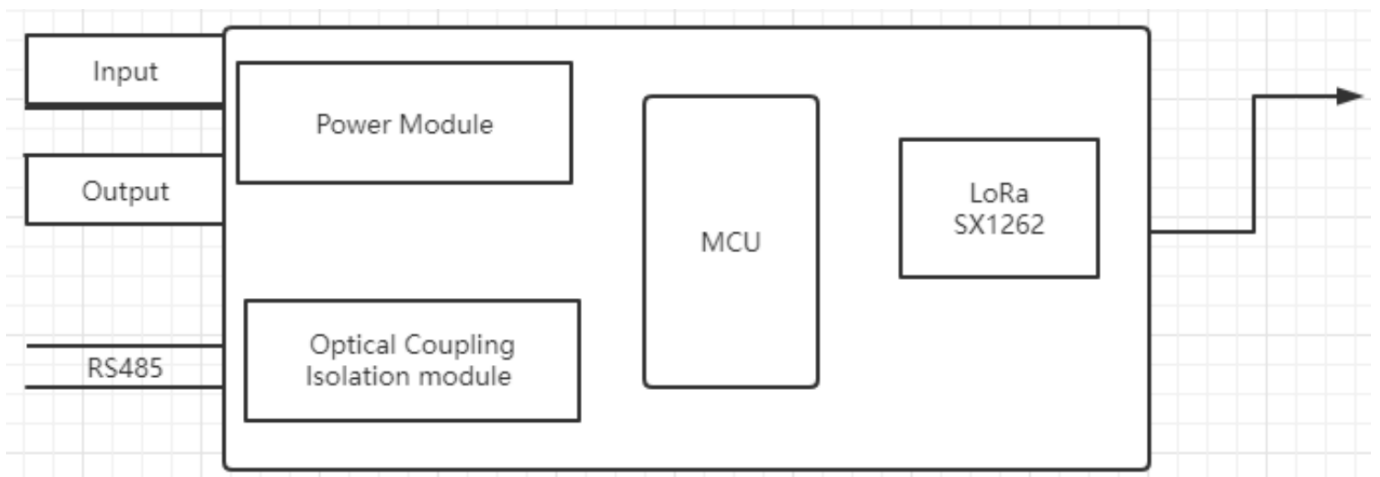 Input
Power Module
Output
MCU
LoRa
SX1262
Optical Coupling
Isolation module
RS485